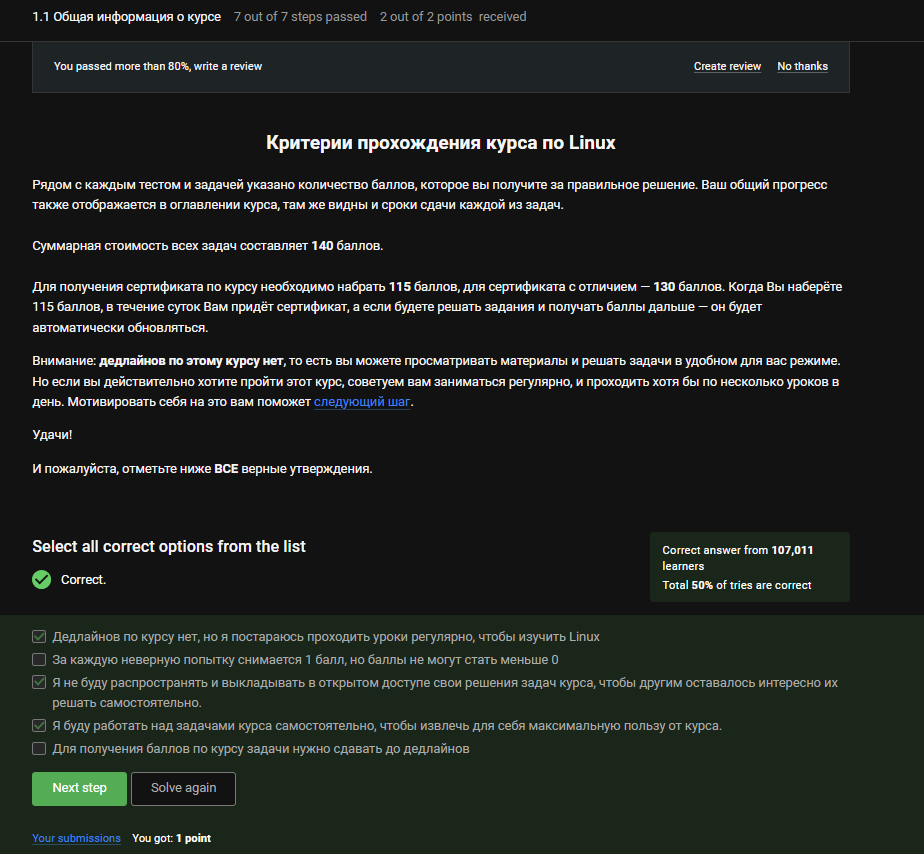 1.1 Общая информация о курсе 7 out of 7 steps passed 2 out of 2 points received
You passed more than 80%, write a review Create review No thanks
Критерии прохождения курса по Linux
Рядом с каждым тестом и задачей указано количество баллов, которое вы получите за правильное решение. Ваш общий прогресс
также отображается в оглавлении курса, там же видны и сроки сдачи каждой из задач.
Суммарная стоимость всех задач составляет 140 баллов.
Для получения сертификата по курсу необходимо набрать 115 баллов, для сертификата с отличием — 130 баллов. Когда Вы наберёте
115 баллов, в течение суток Вам придёт сертификат, а если будете решать задания и получать баллы дальше — он будет
автоматически обновляться.
Внимание: дедлайнов по этому курсу нет, то есть вы можете просматривать материалы и решать задачи в удобном для вас режиме.
Но если вы действительно хотите пройти этот курс, советуем вам заниматься регулярно, и проходить хотя бы по несколько уроков в
день. Мотивировать себя на это вам поможет следующий шаг.
Удачи!
И пожалуйста, отметьте ниже ВСЕ верные утверждения.
Select all correct options from the list
Correct.
Correct answer from 107,011
learners
Total 50% of tries are correct
Дедлайнов по курсу нет, но я постараюсь проходить уроки регулярно, чтобы изучить Linux
За каждую неверную попытку снимается 1 балл, но баллы не могут стать меньше 0
Я не буду распространять и выкладывать в открытом доступе свои решения задач курса, чтобы другим оставалось интересно их
решать самостоятельно.
Я буду работать над задачами курса самостоятельно, чтобы извлечь для себя максимальную пользу от курса.
Для получения баллов по курсу задачи нужно сдавать до дедлайнов
Next step Solve again
Your submissions You got: 1 point